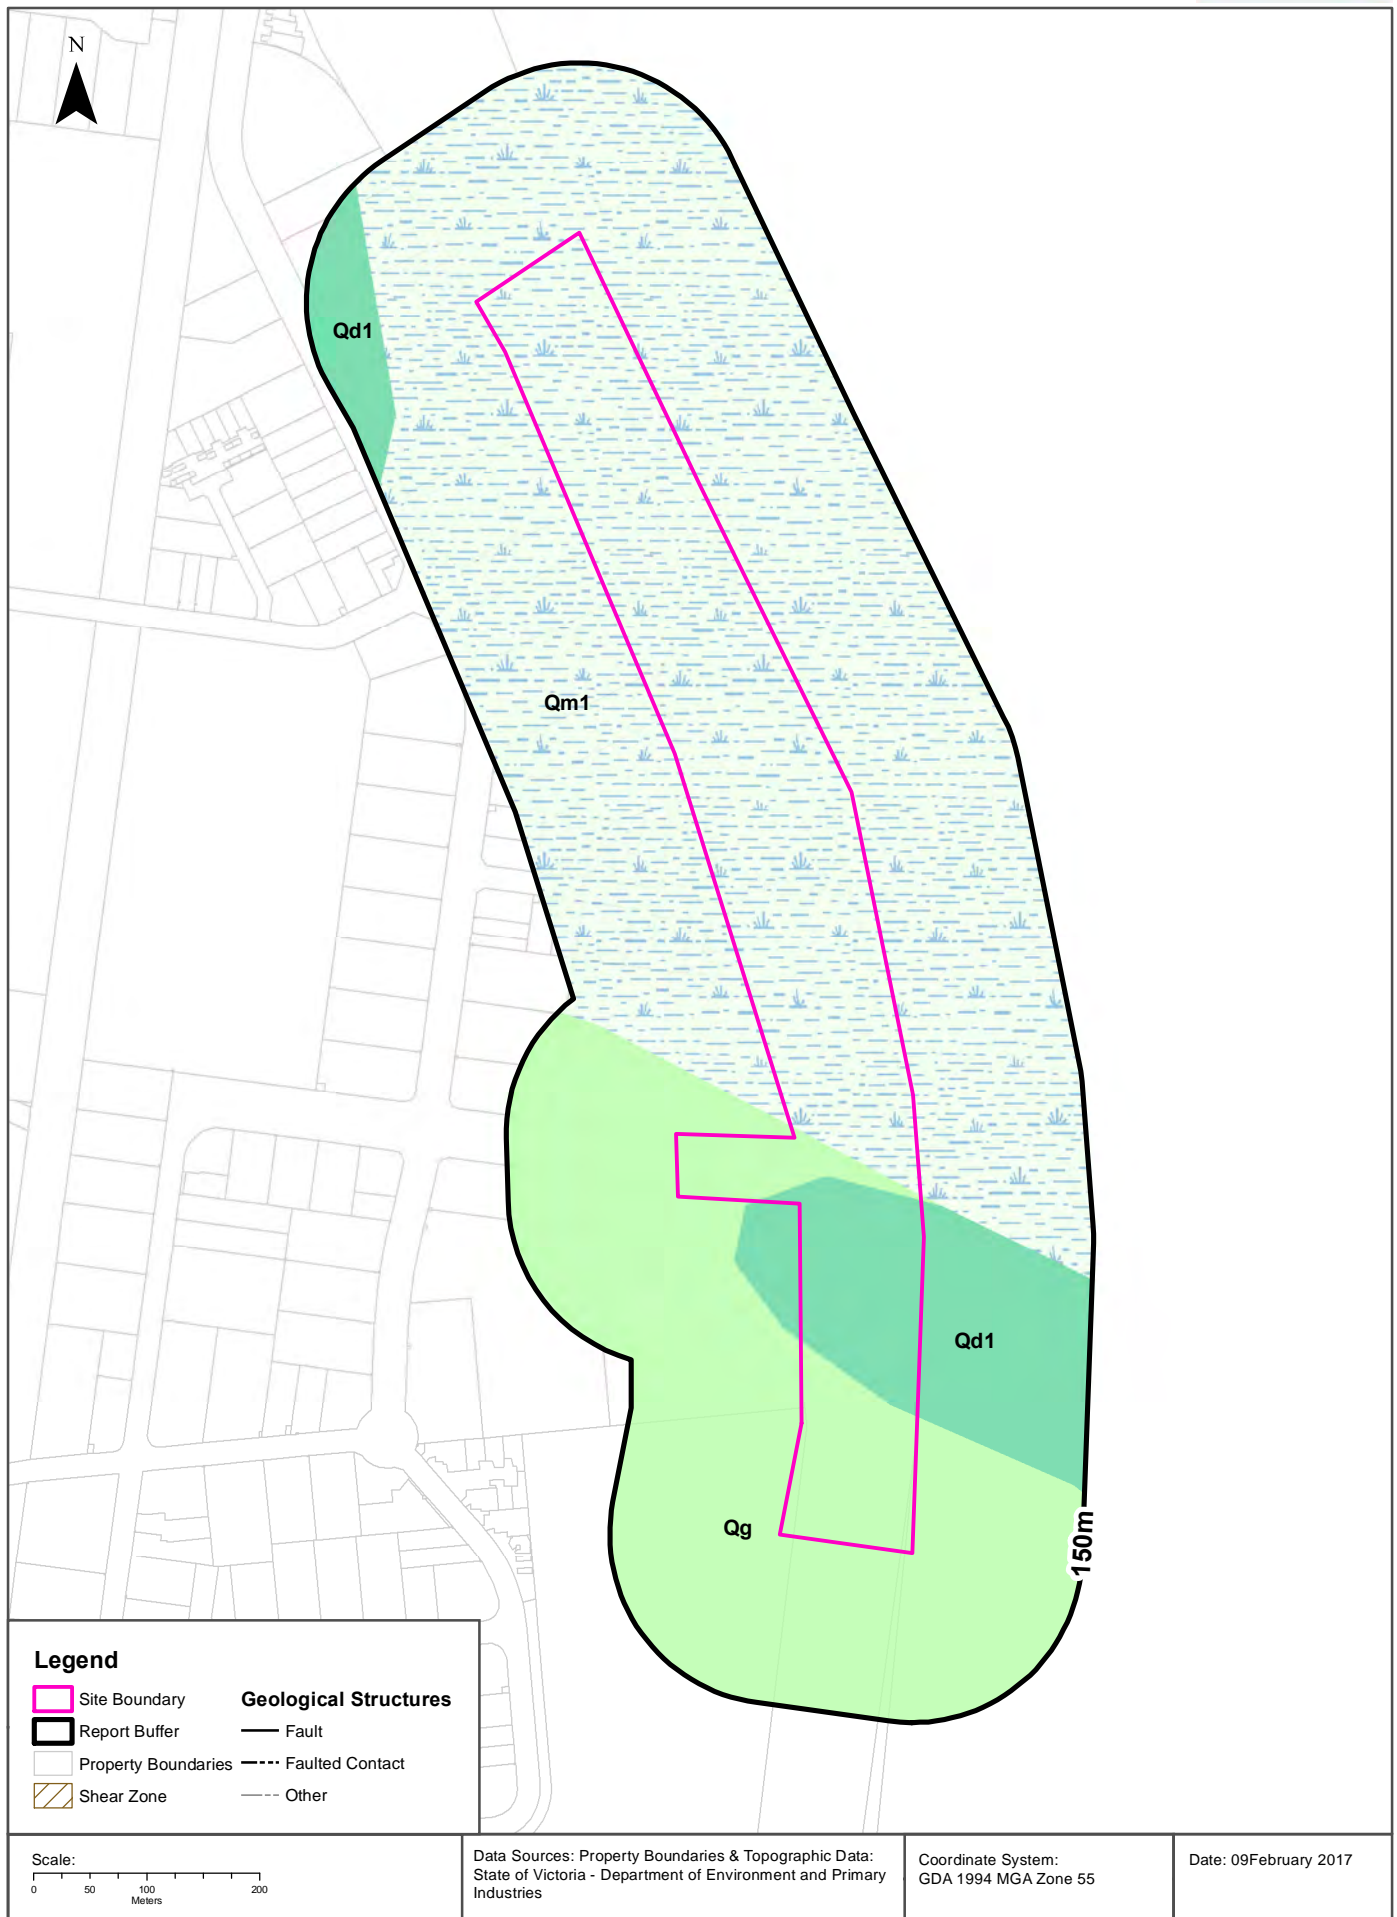 N
Qd1
Qm1
Qd1
Qg
150m
Legend
Site Boundary
Report Buffer
Property Boundaries
Shear Zone
Geological Structures
Fault
Faulted Contact
Other
Scale:
0 50 100 200
Meters
Data Sources: Property Boundaries & Topographic Data:
State of Victoria - Department of Environment and Primary
Industries
Coordinate System:
GDA 1994 MGA Zone 55
Date: 09February 2017